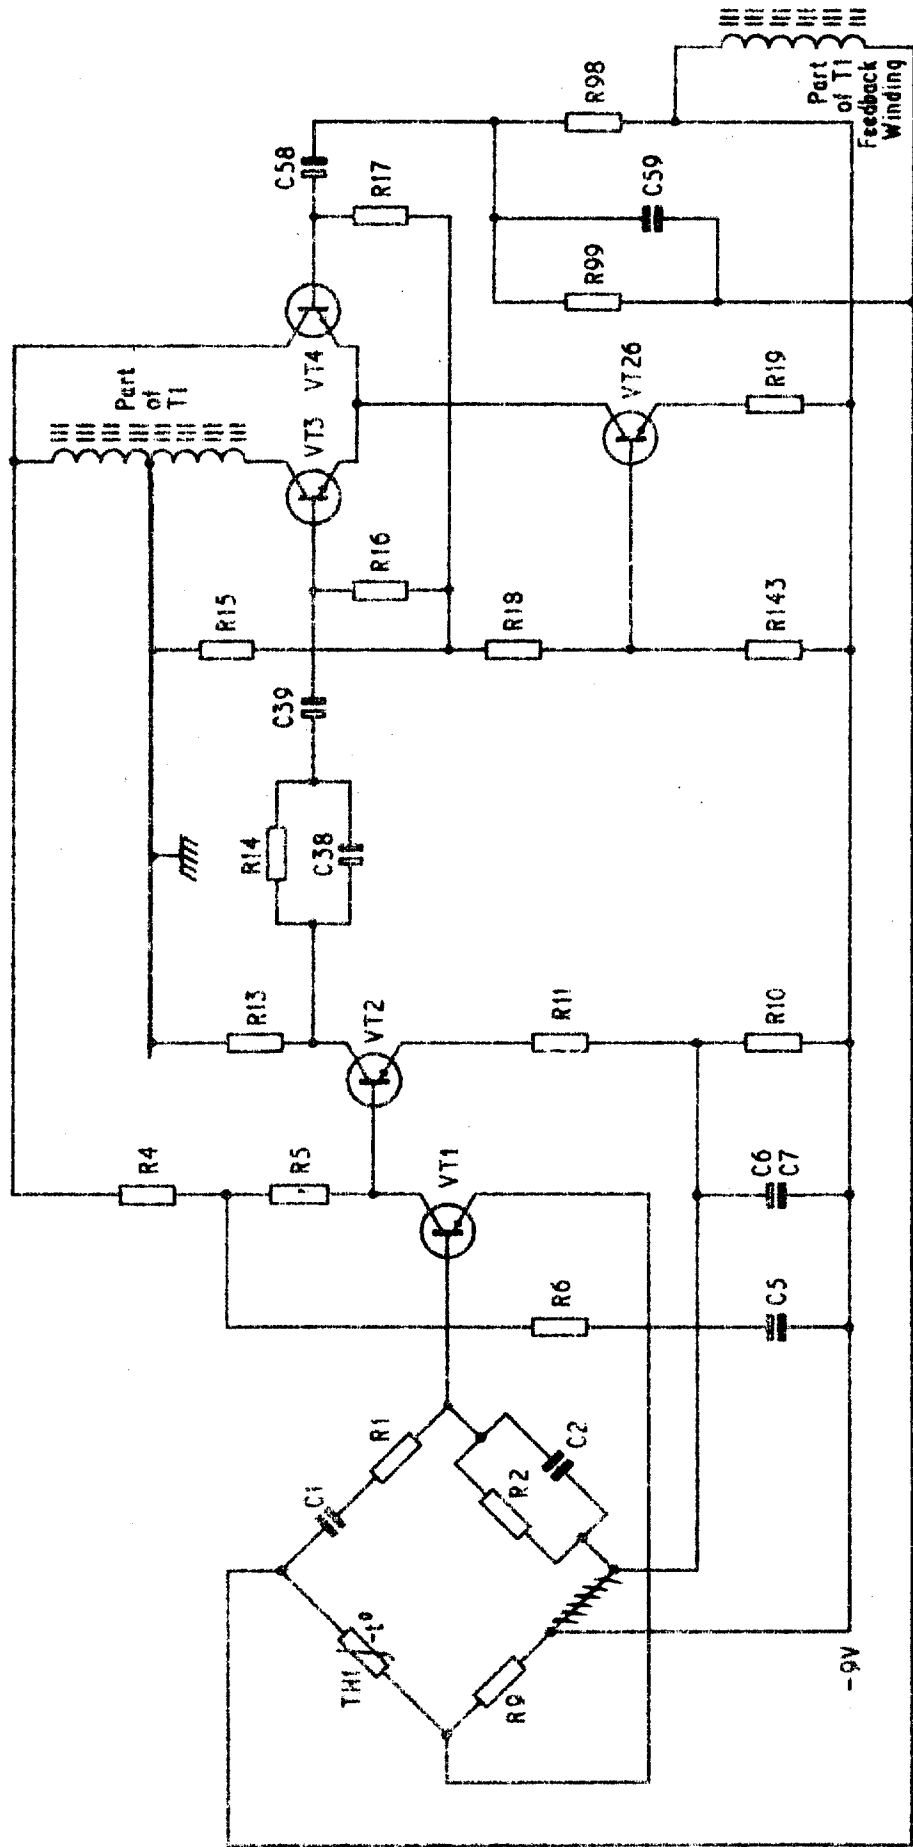 TH1
-t°
C1
R1
R9
R2
C2
-9V
R4
R5
R6
VT1
C5
C6
C7
R13
VT2
R11
R10
R14
C38
C39
R15
R16
R18
R143
Part
of
T1
VT3
VT4
VT26
R19
C58
R17
R99
C59
R98
Part
of T1
Feedback
Winding